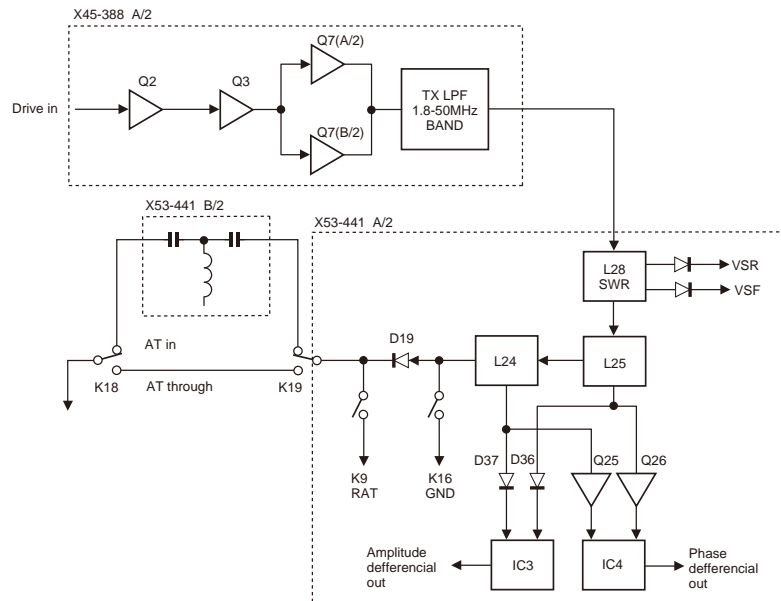 X45-388 A/2
Q7(A/2)
Q2
Q3
Drive in
TX LPF
1.8-50MHz
BAND
Q7(B/2)
X53-441 B/2
X53-441 A/2
L28
SWR
VSR
VSF
AT in
D19
L24
L25
K18
AT through
K19
K9
RAT
K16
GND
D37
D36
Q25
Q26
Amplitude
defferencial
out
IC3
IC4
Phase
defferencial
out